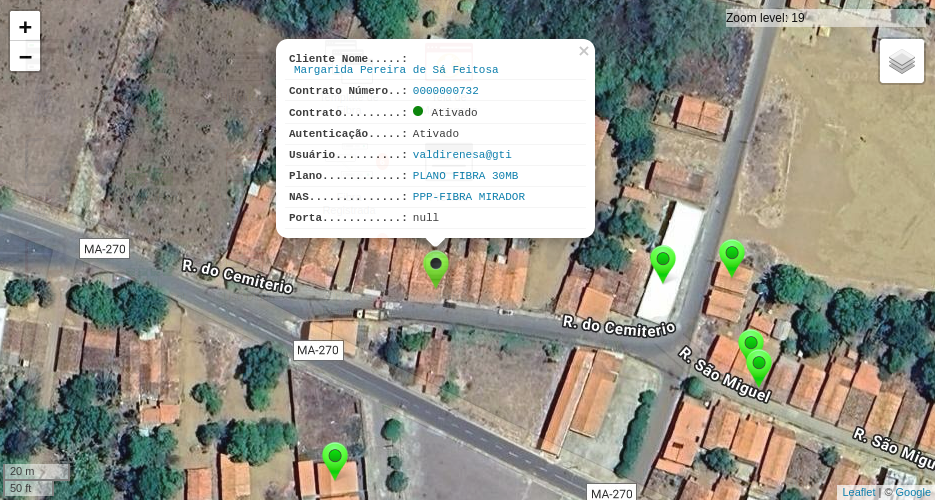 +
−
Zoom level: 19
×
Cliente Nome.....:
Margarida Pereira de Sá Feitosa
Contrato Número..: 0000000732
Contrato.........: Ativado
Autenticação.....: Ativado
Usuário..........: valdirenesa@gti
Plano............: PLANO FIBRA 30MB
NAS..............: PPP-FIBRA MIRADOR
Porta............: null
MA-270
R. do Cemiterio
R. do Cemiterio
MA-270
R. São Miguel
R. São Migu
20 m
50 ft
MA-270
Leaflet | © Google